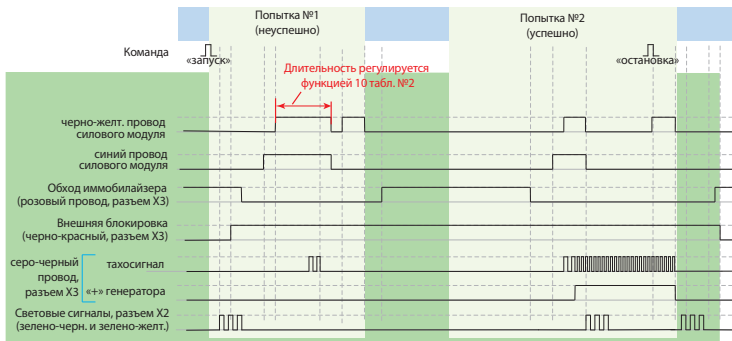 Попытка №1
(неуспешно)
Попытка №2
(успешно)
Команда
«запуск»
«остановка»
Длительность регулируется
функцией 10 табл. №2
черно-желт. провод
силового модуля
синий провод
силового модуля
Обход иммобилайзера
(розовый провод, разъем X3)
Внешняя блокировка
(черно-красный, разъем X3)
серо-черный
провод,
разъем X3
тахосигнал
«+» генератора
Световые сигналы, разъем X2
(зелено-черн. и зелено-желт.)